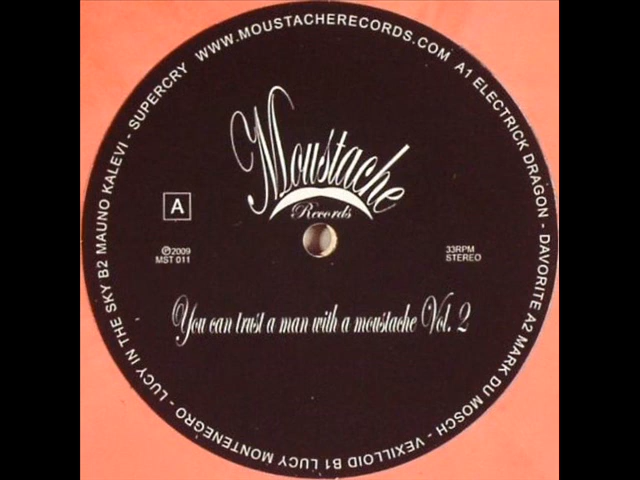 WWW.MOUSTACHERECORDS.COM A1 ELECTRICK DRAGON - DAVORITE A2 MARK DU MOSCH - VEXILLOID B1 LUCY MONTENEGRO - LUCY IN THE SKY B2 MAUNO KALEVI - SUPERCRY
Moustache
Records
A
℗2009
MST 011
33RPM
STEREO
You can trust a man with a moustache Vol. 2